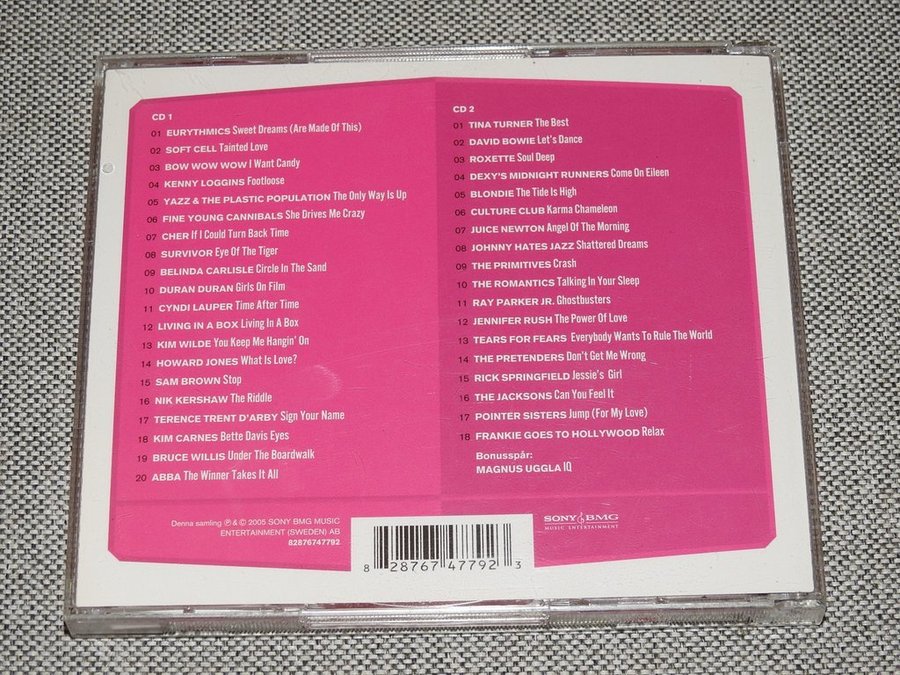 CD 1
01 EURYTHMICS Sweet Dreams (Are Made Of This)
02 SOFT CELL Tainted Love
03 BOW WOW WOW I Want Candy
04 KENNY LOGGINS Footloose
05 YAZZ & THE PLASTIC POPULATION The Only Way Is Up
06 FINE YOUNG CANNIBALS She Drives Me Crazy
07 CHER If I Could Turn Back Time
08 SURVIVOR Eye Of The Tiger
09 BELINDA CARLISLE Circle In The Sand
10 DURAN DURAN Girls On Film
11 CYNDI LAUPER Time After Time
12 LIVING IN A BOX Living In A Box
13 KIM WILDE You Keep Me Hangin' On
14 HOWARD JONES What Is Love?
15 SAM BROWN Stop
16 NIK KERSHAW The Riddle
17 TERENCE TRENT D'ARBY Sign Your Name
18 KIM CARNES Bette Davis Eyes
19 BRUCE WILLIS Under The Boardwalk
20 ABBA The Winner Takes It All
CD 2
01 TINA TURNER The Best
02 DAVID BOWIE Let's Dance
03 ROXETTE Soul Deep
04 DEXY'S MIDNIGHT RUNNERS Come On Eileen
05 BLONDIE The Tide Is High
06 CULTURE CLUB Karma Chameleon
07 JUICE NEWTON Angel Of The Morning
08 JOHNNY HATES JAZZ Shattered Dreams
09 THE PRIMITIVES Crash
10 THE ROMANTICS Talking In Your Sleep
11 RAY PARKER JR. Ghostbusters
12 JENNIFER RUSH The Power Of Love
13 TEARS FOR FEARS Everybody Wants To Rule The World
14 THE PRETENDERS Don't Get Me Wrong
15 RICK SPRINGFIELD Jessie's Girl
16 THE JACKSONS Can You Feel It
17 POINTER SISTERS Jump (For My Love)
18 FRANKIE GOES TO HOLLYWOOD Relax
Bonusspår:
MAGNUS UGGLA IQ
Denna samling ℗ & © 2005 SONY BMG MUSIC
ENTERTAINMENT (SWEDEN) AB
82876747792
SONY BMG
MUSIC ENTERTAINMENT
8 28767 47792 3